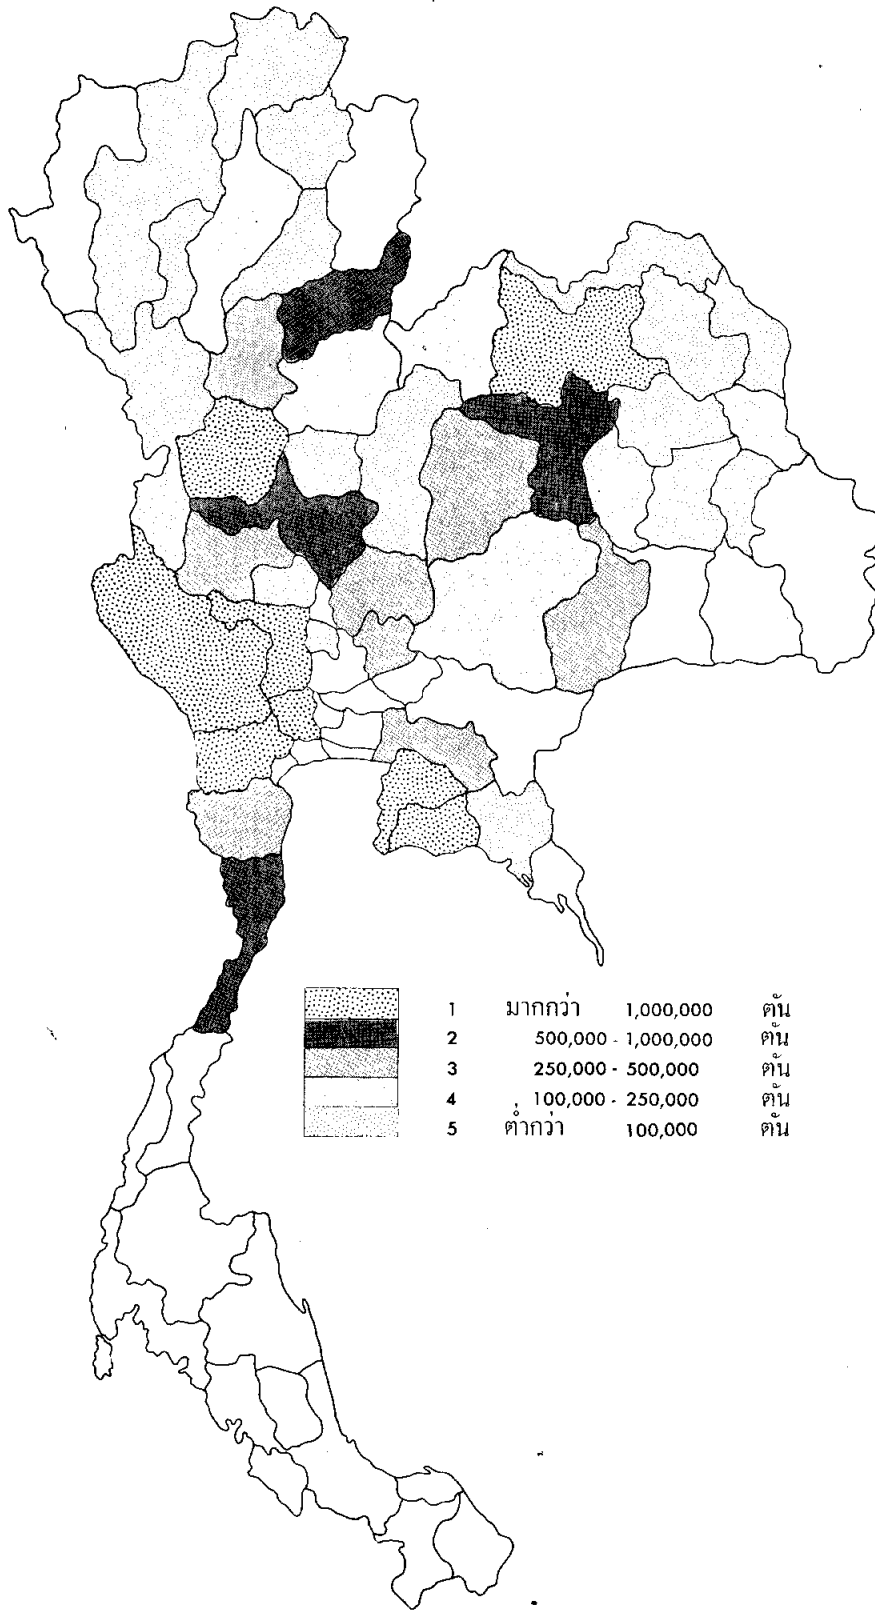 1 มากกว่า 1,000,000 ตัน
2 500,000 - 1,000,000 ตัน
3 250,000 - 500,000 ตัน
4 100,000 - 250,000 ตัน
5 ต่ำกว่า 100,000 ตัน